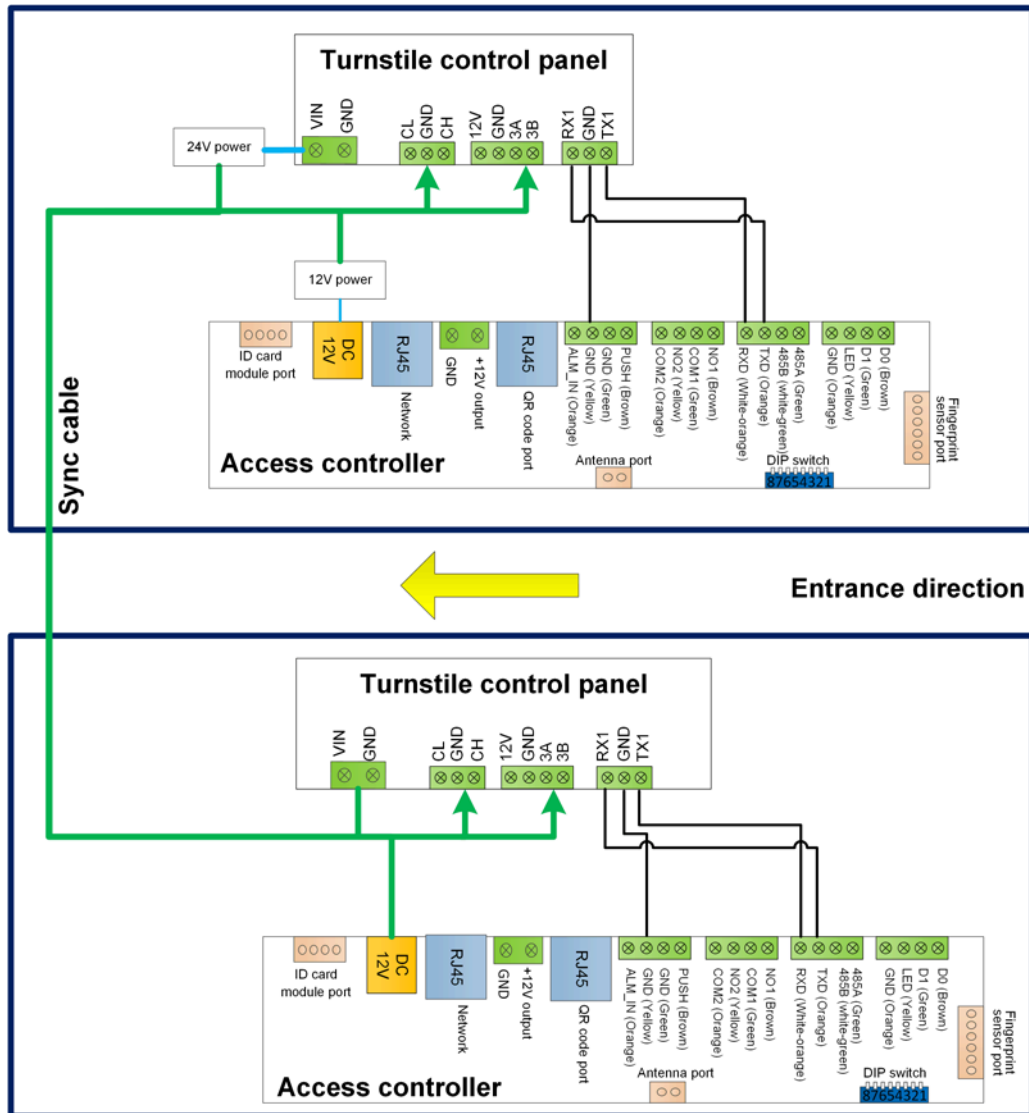 Turnstile control panel
VIN
GND
CL
GND
CH
12V
GND
3A
3B
RX1
GND
TX1
24V power
12V power
ID card
module port
DC
12V
RJ45
Network
GND
+12V output
RJ45
QR code port
ALM_IN (Orange)
GND (Yellow)
GND (Green)
PUSH (Brown)
COM2 (Orange)
NO2 (Yellow)
COM1 (Green)
NO1 (Brown)
RXD (White-orange)
TXD (Orange)
485B (white-green)
485A (Green)
GND (Orange)
LED (Yellow)
D1 (Green)
D0 (Brown)
Fingerprint
sensor port
Access controller
Antenna port
DIP switch
87654321
Sync cable
Entrance direction
Turnstile control panel
VIN
GND
CL
GND
CH
12V
GND
3A
3B
RX1
GND
TX1
ID card
module port
DC
12V
RJ45
Network
GND
+12V output
RJ45
QR code port
ALM_IN (Orange)
GND (Yellow)
GND (Green)
PUSH (Brown)
COM2 (Orange)
NO2 (Yellow)
COM1 (Green)
NO1 (Brown)
RXD (White-orange)
TXD (Orange)
485B (white-green)
485A (Green)
GND (Orange)
LED (Yellow)
D1 (Green)
D0 (Brown)
Fingerprint
sensor port
Access controller
Antenna port
DIP switch
87654321